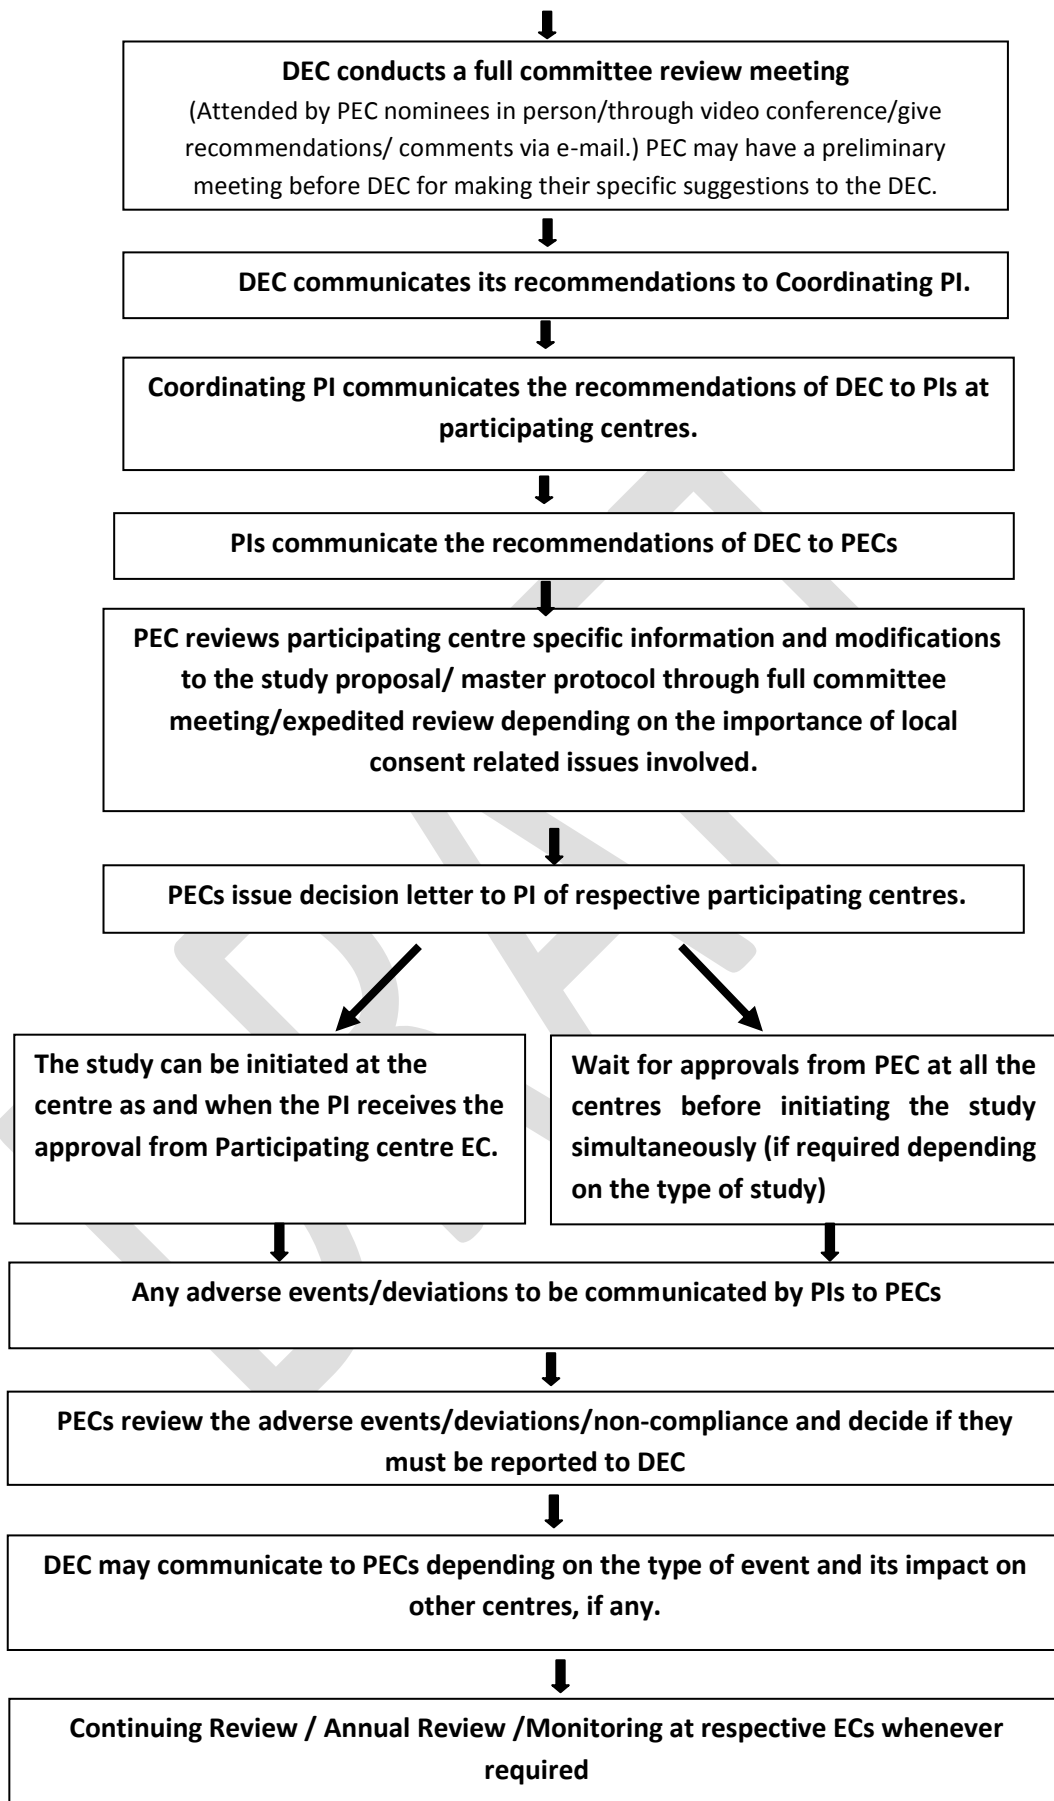 DEC conducts a full committee review meeting
(Attended by PEC nominees in person/through video conference/give
recommendations/ comments via e-mail.) PEC may have a preliminary
meeting before DEC for making their specific suggestions to the DEC.
DEC communicates its recommendations to Coordinating PI.
Coordinating PI communicates the recommendations of DEC to PIs at
participating centres.
PIs communicate the recommendations of DEC to PECs
PEC reviews participating centre specific information and modifications
to the study proposal/ master protocol through full committee
meeting/expedited review depending on the importance of local
consent related issues involved.
PECs issue decision letter to PI of respective participating centres.
The study can be initiated at the
centre as and when the PI receives the
approval from Participating centre EC.
Wait for approvals from PEC at all the
centres before initiating the study
simultaneously (if required depending
on the type of study)
Any adverse events/deviations to be communicated by PIs to PECs
PECs review the adverse events/deviations/non-compliance and decide if they
must be reported to DEC
DEC may communicate to PECs depending on the type of event and its impact on
other centres, if any.
Continuing Review / Annual Review /Monitoring at respective ECs whenever
required
DRAFT